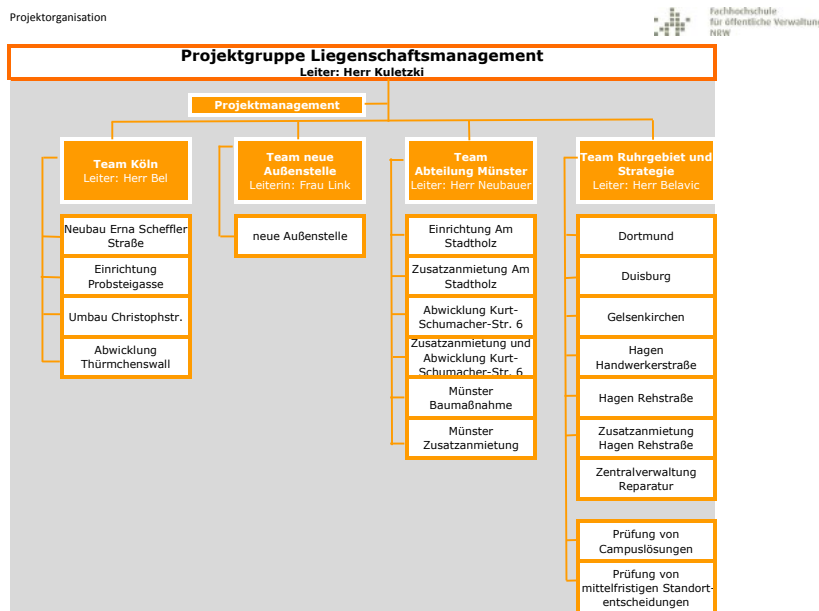 Projektorganisation
Fachhochschule
für öffentliche Verwaltung
NRW
Projektgruppe Liegenschaftsmanagement
Leiter: Herr Kuletzki
Projektmanagement
Team Köln
Leiter: Herr Bel
Neubau Erna Scheffler
Straße
Einrichtung
Probsteigasse
Umbau Christophstr.
Abwicklung
Thürmchenswall
Team neue
Außenstelle
Leiterin: Frau Link
neue Außenstelle
Team
Abteilung Münster
Leiter: Herr Neubauer
Einrichtung Am
Stadtholz
Zusatzanmietung Am
Stadtholz
Abwicklung Kurt-
Schumacher-Str. 6
Zusatzanmietung und
Abwicklung Kurt-
Schumacher-Str. 6
Münster
Baumaßnahme
Münster
Zusatzanmietung
Team Ruhrgebiet und
Strategie
Leiter: Herr Belavic
Dortmund
Duisburg
Gelsenkirchen
Hagen
Handwerkerstraße
Hagen Rehstraße
Zusatzanmietung
Hagen Rehstraße
Zentralverwaltung
Reparatur
Prüfung von
Campuslösungen
Prüfung von
mittelfristigen Standort-
entscheidungen